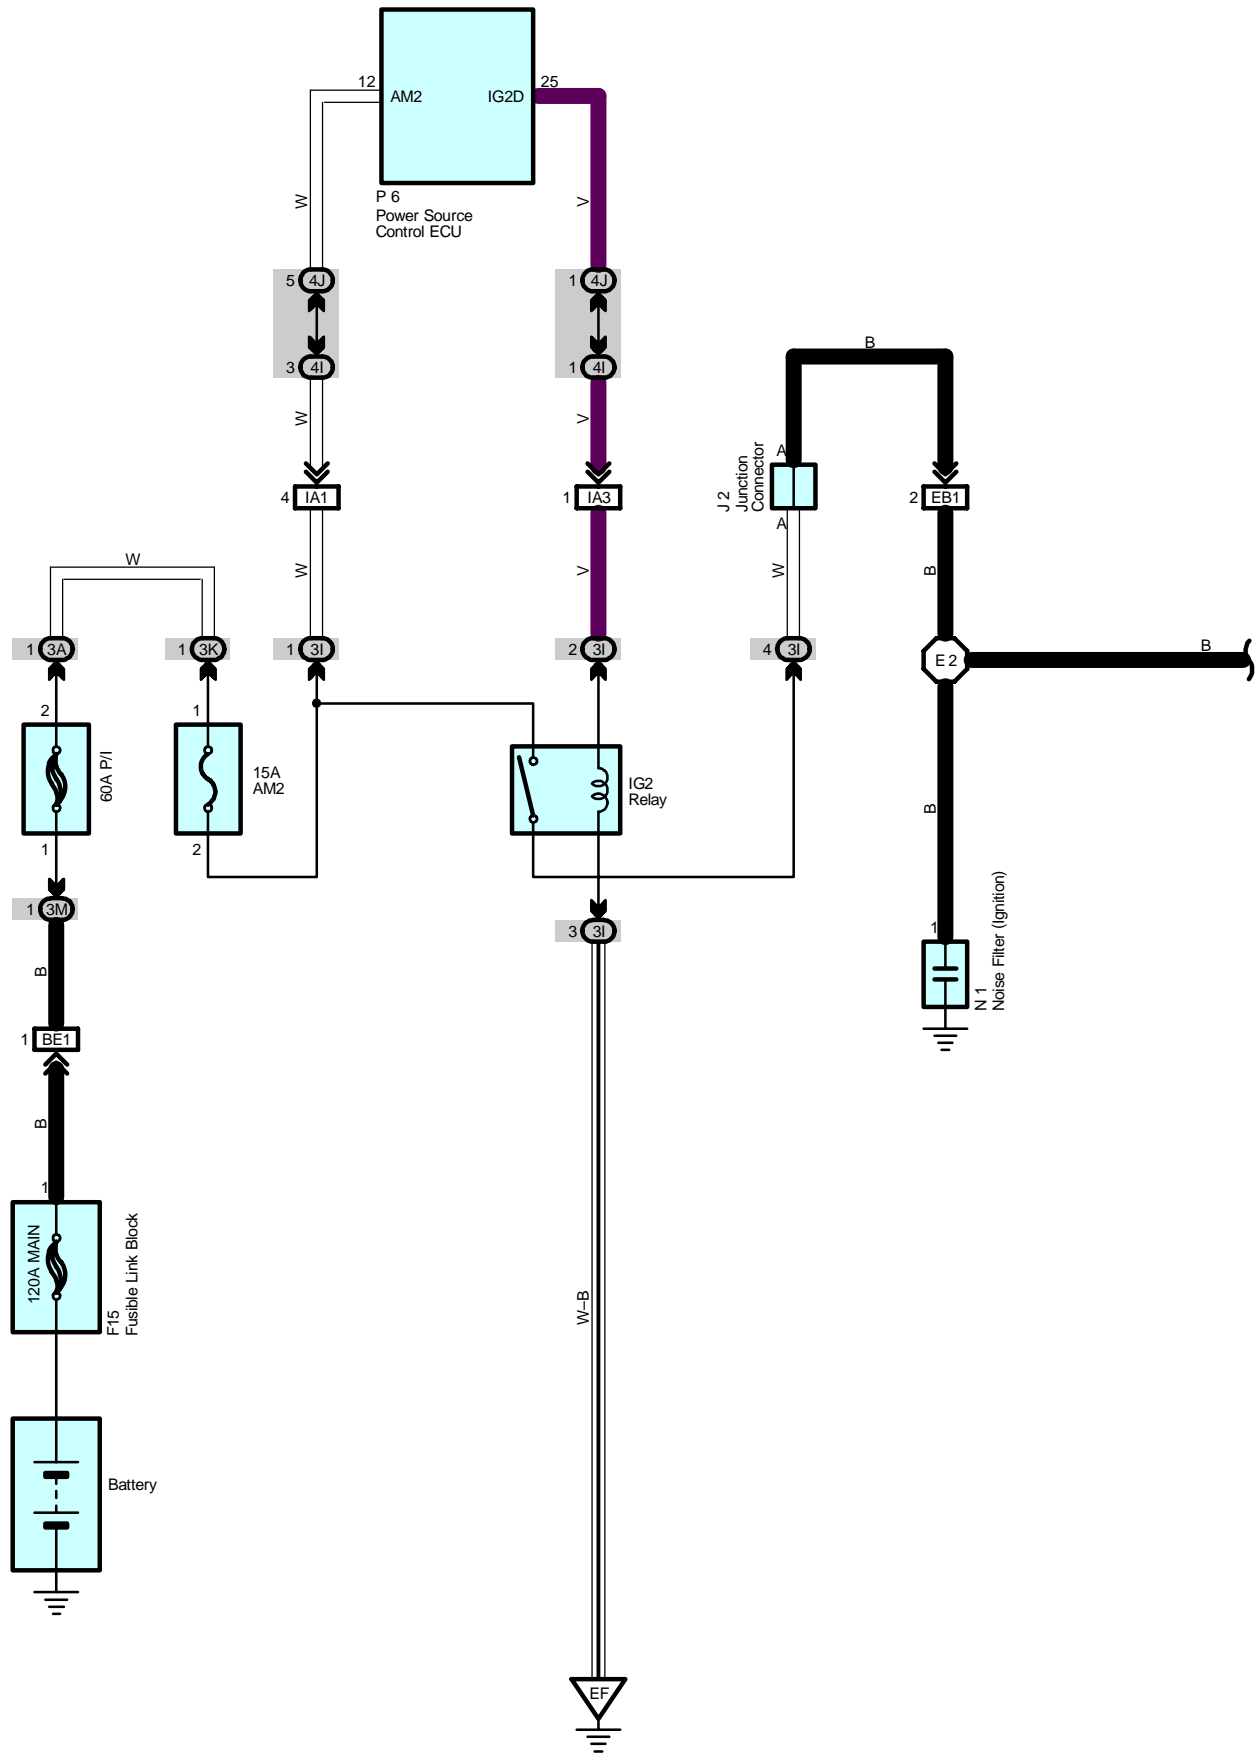 12
AM2
IG2D
25
P 6
Power Source
Control ECU
W
V
5
4J
1
4J
3
4I
1
4I
B
W
V
A
J 2
Junction
Connector
4
IA1
1
IA3
2
EB1
A
W
W
V
W
B
1
3A
1
3K
1
3I
2
3I
4
3I
E 2
B
2
60A P/I
1
1
15A
AM2
2
IG2
Relay
B
1
3M
3
3I
1
N 1
Noise Filter (Ignition)
B
1
BE1
B
1
120A MAIN
F15
Fusible Link Block
W–B
Battery
EF